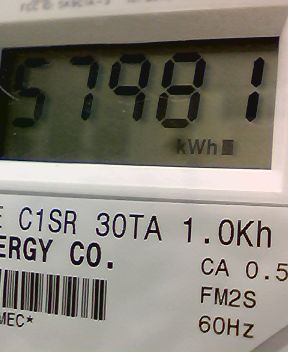 57981
kWh
E C1SR 30TA 1.0Kh
ERGY CO.
CA 0.5
FM2S
60Hz
MEC*